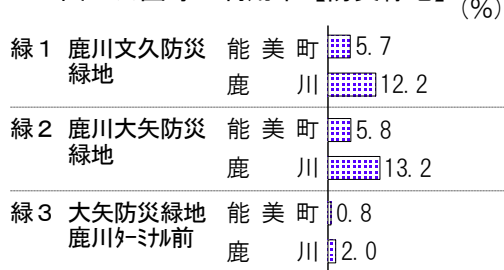 (%)
緑1 鹿川文久防災緑地 能美町 5.7
鹿川 12.2
緑2 鹿川大矢防災緑地 能美町 5.8
鹿川 13.2
緑3 大矢防災緑地鹿川ﾀｰﾐﾅﾙ前 能美町 0.8
鹿川 2.0